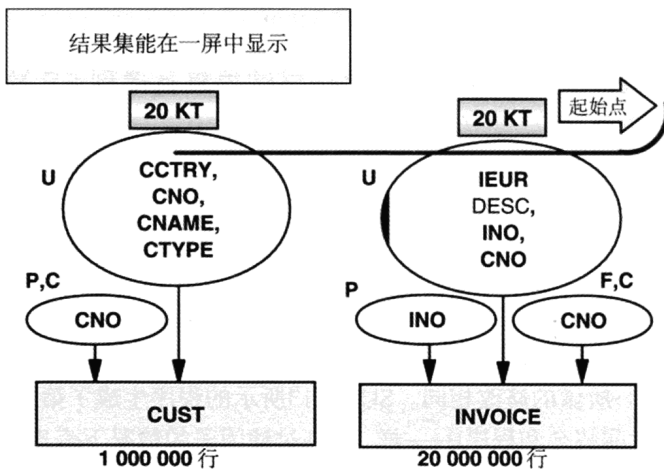 结果集能在一屏中显示
20 KT
20 KT
起始点
U
CCTRY,
CNO,
CNAME,
CTYPE
U
IEUR
DESC,
INO,
CNO
P,C
CNO
P
INO
F,C
CNO
CUST
INVOICE
1 000 000 行
20 000 000 行